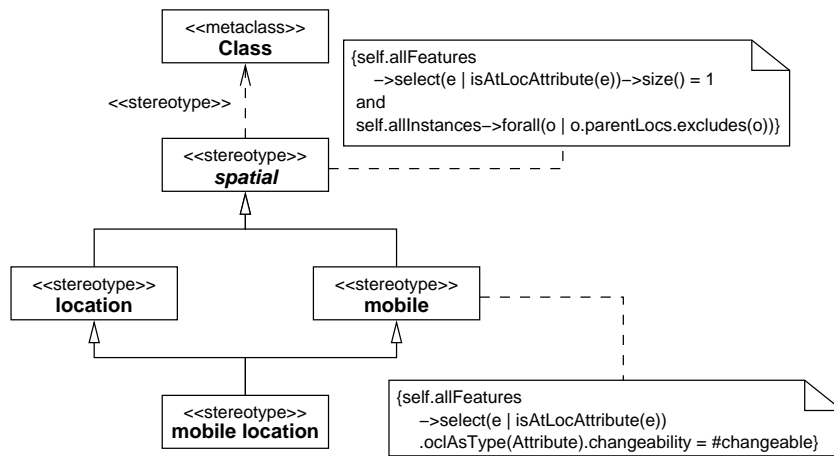 <<metaclass>>
Class
{self.allFeatures
−>select(e | isAtLocAttribute(e))−>size() = 1
and
self.allInstances−>forall(o | o.parentLocs.excludes(o))}
<<stereotype>>
<<stereotype>>
spatial
<<stereotype>>
location
<<stereotype>>
mobile
<<stereotype>>
mobile location
{self.allFeatures
−>select(e | isAtLocAttribute(e))
.oclAsType(Attribute).changeability = #changeable}